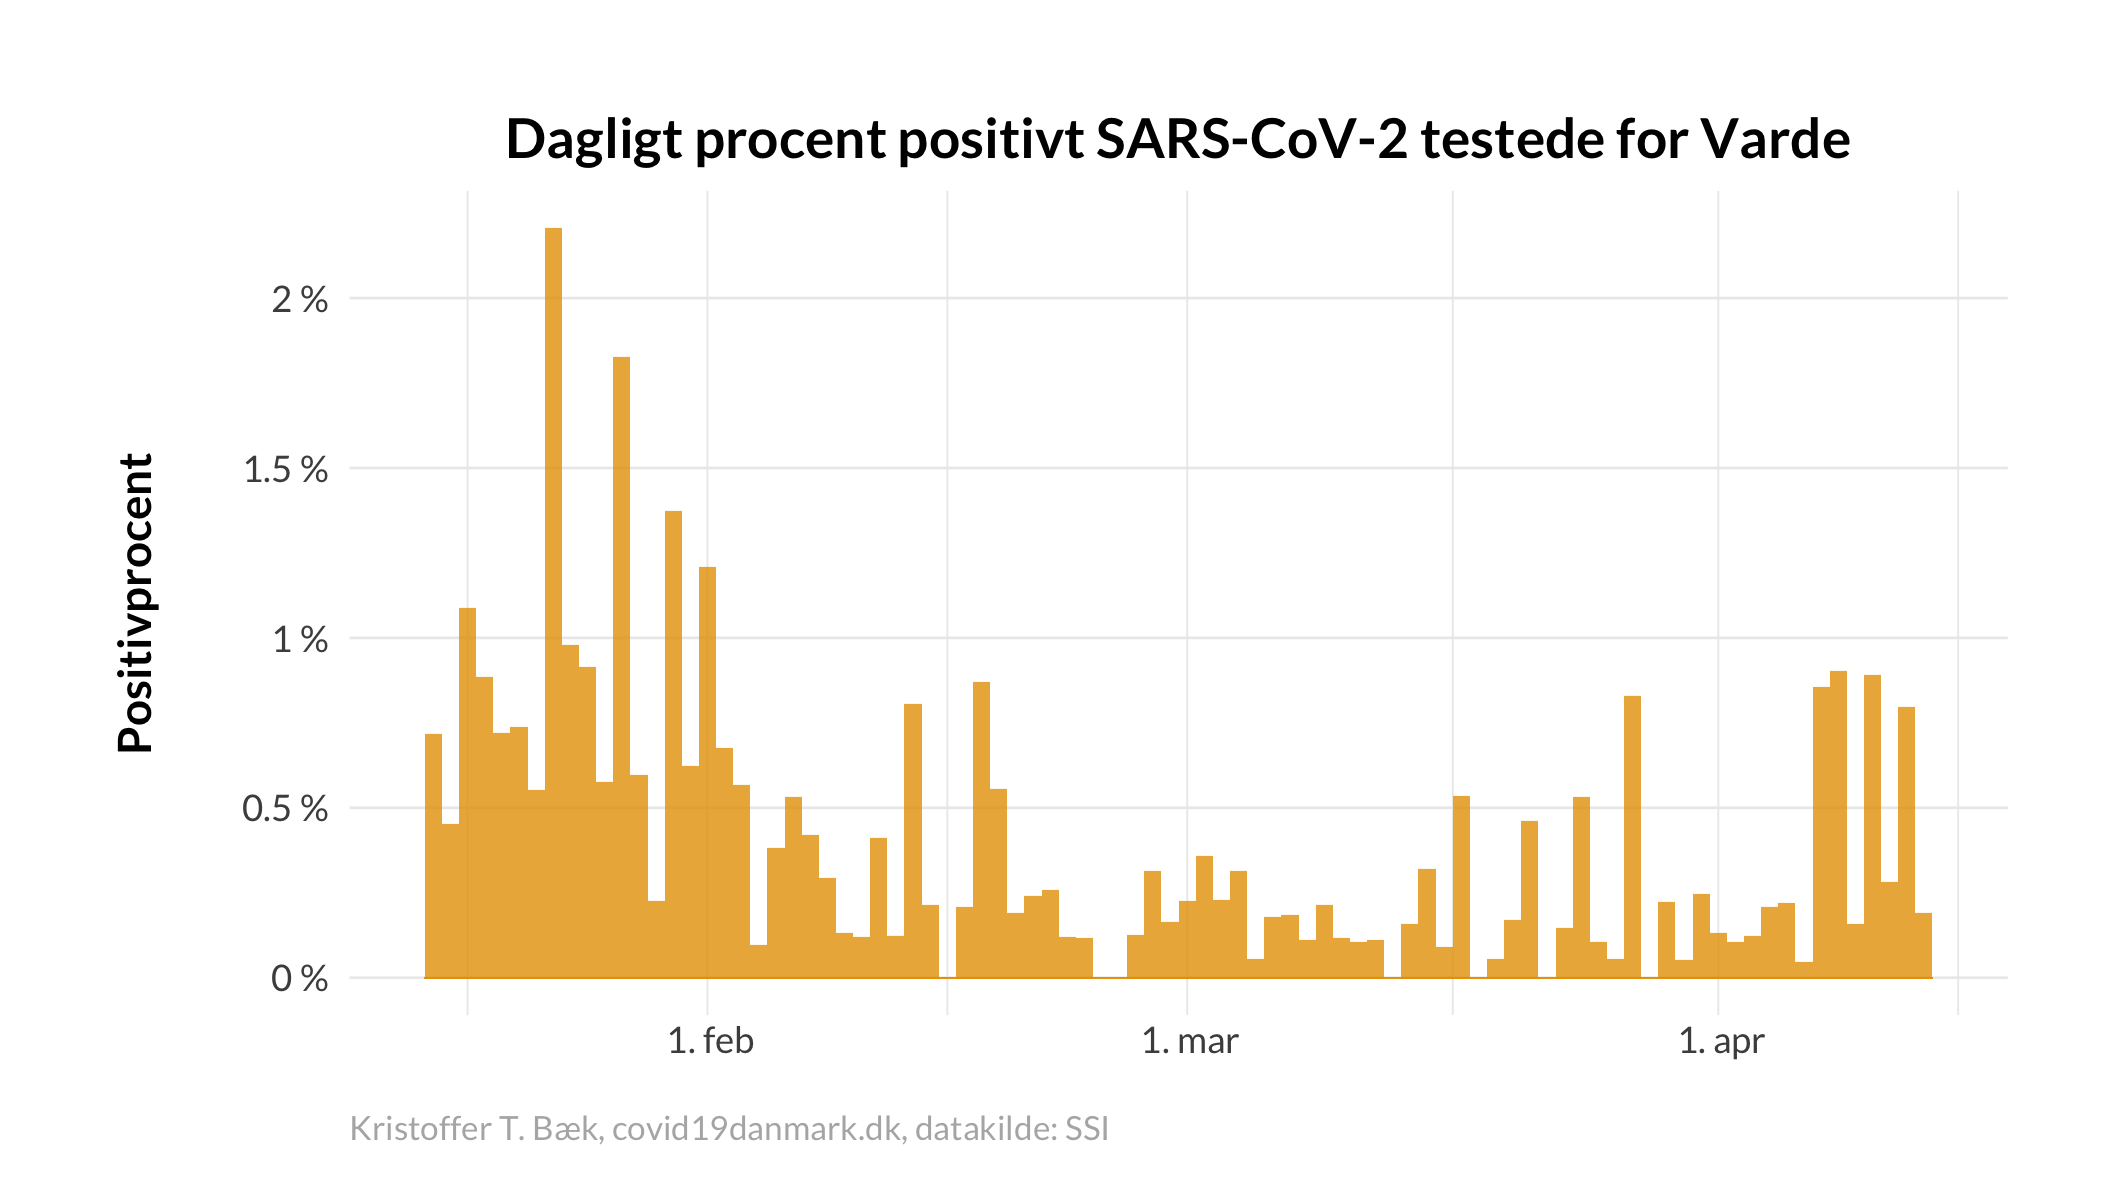 Dagligt procent positivt SARS-CoV-2 testede for Varde
Positivprocent
2 %
1.5 %
1 %
0.5 %
0 %
1. feb
1. mar
1. apr
Kristoffer T. Bæk, covid19danmark.dk, datakilde: SSI